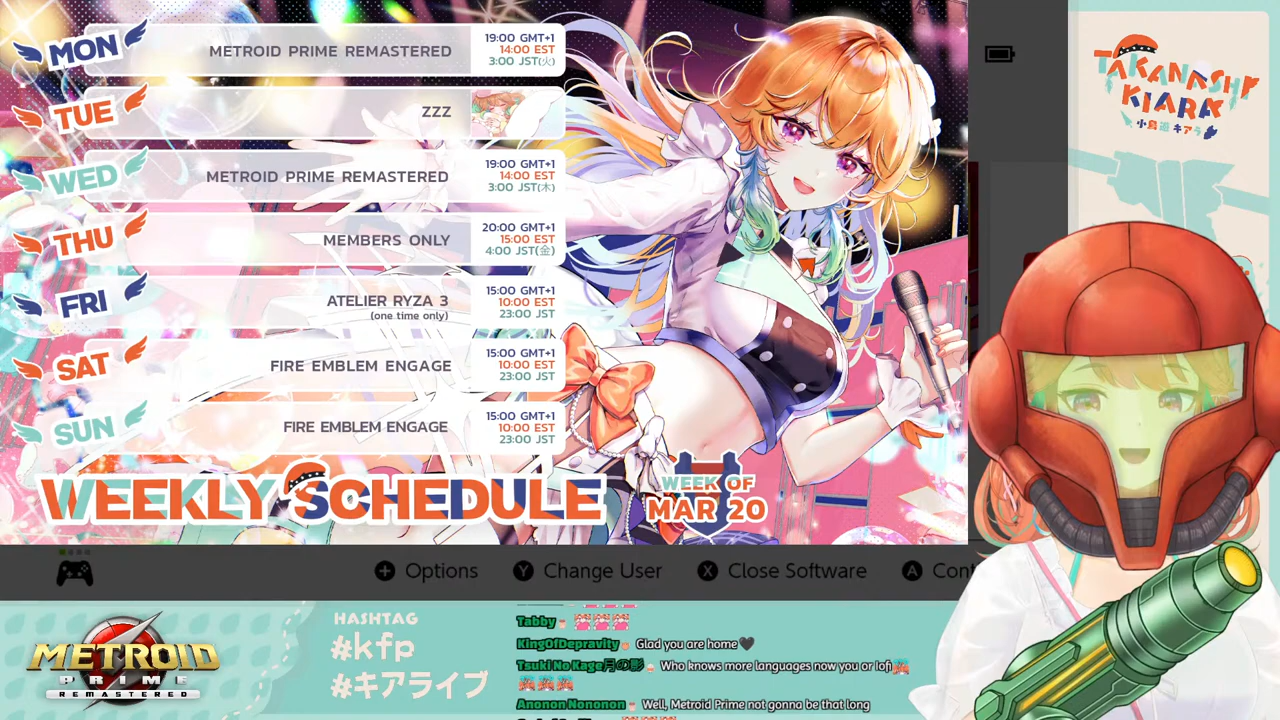 MON
METROID PRIME REMASTERED
19:00 GMT+1
14:00 EST
3:00 JST(火)
TUE
ZZZ
WED
METROID PRIME REMASTERED
19:00 GMT+1
14:00 EST
3:00 JST(木)
THU
MEMBERS ONLY
20:00 GMT+1
15:00 EST
4:00 JST(金)
FRI
ATELIER RYZA 3
(one time only)
15:00 GMT+1
10:00 EST
23:00 JST
SAT
FIRE EMBLEM ENGAGE
15:00 GMT+1
10:00 EST
23:00 JST
SUN
FIRE EMBLEM ENGAGE
15:00 GMT+1
10:00 EST
23:00 JST
WEEKLY SCHEDULE
WEEK OF
MAR 20
TAKANASHI
KIARA
小鳥遊キアラ
+ Options
Y Change User
X Close Software
A Cont
METROID
PRIME
REMASTERED
HASHTAG
#kfp
#キアライブ
Tabby
KingOfDepravity Glad you are home🖤
Tsuki No Kage月の影 Who knows more languages now you or lofi
Anonon Nononon Well, Metroid Prime not gonna be that long